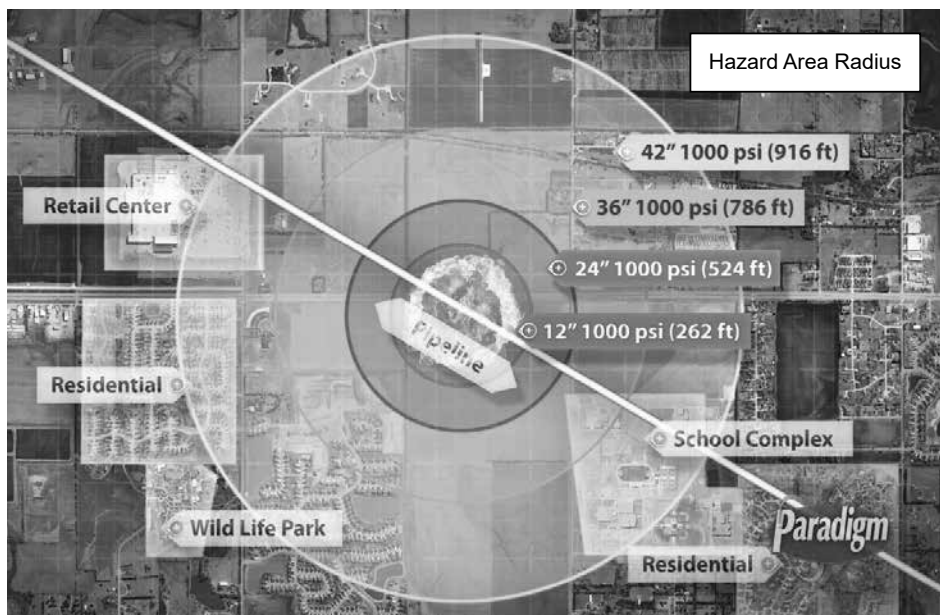 Hazard Area Radius
42” 1000 psi (916 ft)
Retail Center
36” 1000 psi (786 ft)
24” 1000 psi (524 ft)
12” 1000 psi (262 ft)
Pipeline
Residential
School Complex
Wild Life Park
Paradigm
Residential